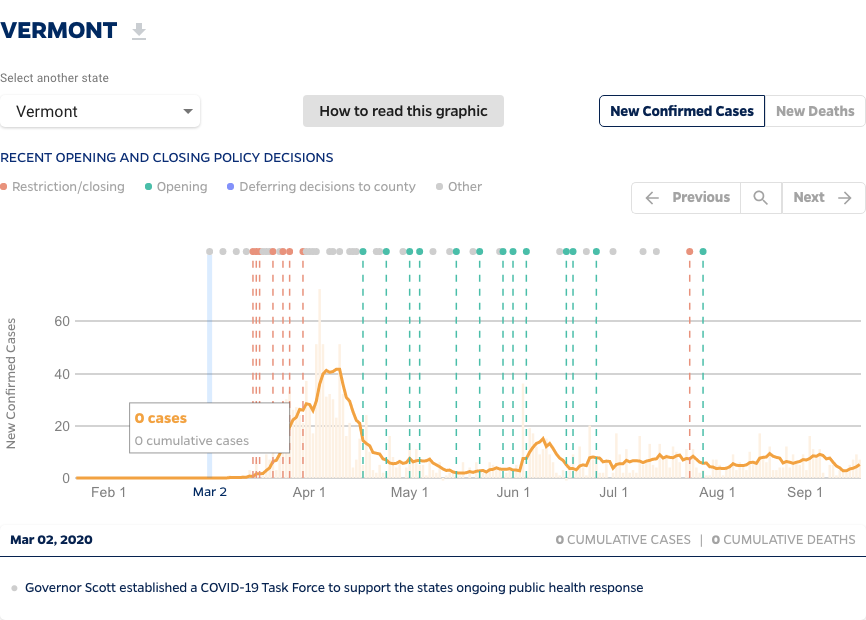 VERMONT
Select another state
Vermont
How to read this graphic
New Confirmed Cases
New Deaths
RECENT OPENING AND CLOSING POLICY DECISIONS
Restriction/closing
Opening
Deferring decisions to county
Other
Previous
Next
New Confirmed Cases
60
40
20
0
0 cases
0 cumulative cases
Feb 1
Mar 2
Apr 1
May 1
Jun 1
Jul 1
Aug 1
Sep 1
Mar 02, 2020
0 CUMULATIVE CASES | 0 CUMULATIVE DEATHS
Governor Scott established a COVID-19 Task Force to support the states ongoing public health response